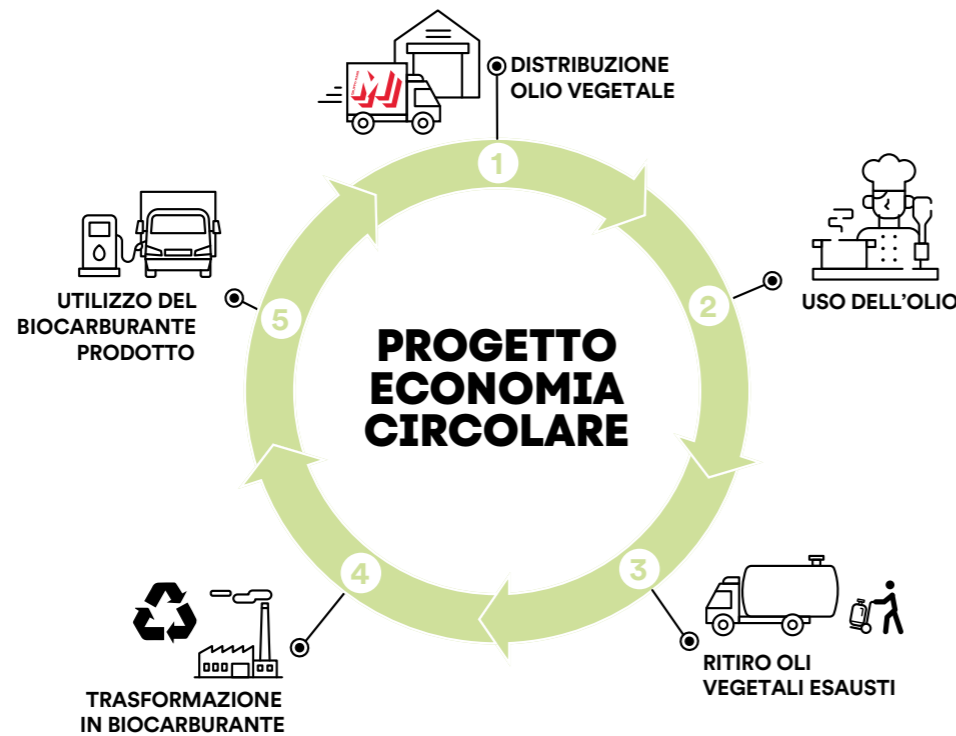 1
DISTRIBUZIONE
OLIO VEGETALE
2
USO DELL'OLIO
3
RITIRO OLI
VEGETALI ESAUSTI
4
TRASFORMAZIONE
IN BIOCARBURANTE
5
UTILIZZO DEL
BIOCARBURANTE
PRODOTTO
PROGETTO
ECONOMIA
CIRCOLARE